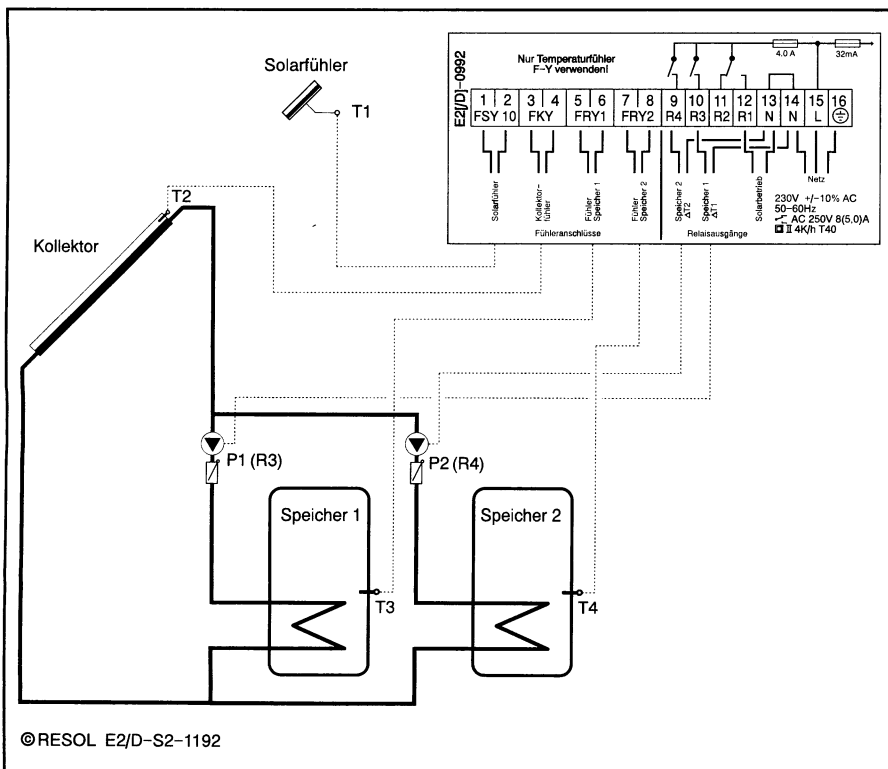 Solarfühler
T1
T2
Kollektor
E2[/D]-0992
Nur Temperaturfühler
F-Y verwenden!
4.0 A
32mA
1 2 3 4 5 6 7 8 9 10 11 12 13 14 15 16
FSY 10 FKY FRY1 FRY2 R4 R3 R2 R1 N N L
Solarfühler
Kollektor-
fühler
Fühler
Speicher 1
Fühler
Speicher 2
Speicher 2
ΔT2
Speicher 1
ΔT1
Solarbetrieb
Netz
230V +/-10% AC
50-60Hz
AC 250V 8(5,0)A
II 4K/h T40
Fühleranschlüsse
Relaisausgänge
P1 (R3)
P2 (R4)
Speicher 1
Speicher 2
T3
T4
©RESOL E2/D-S2-1192